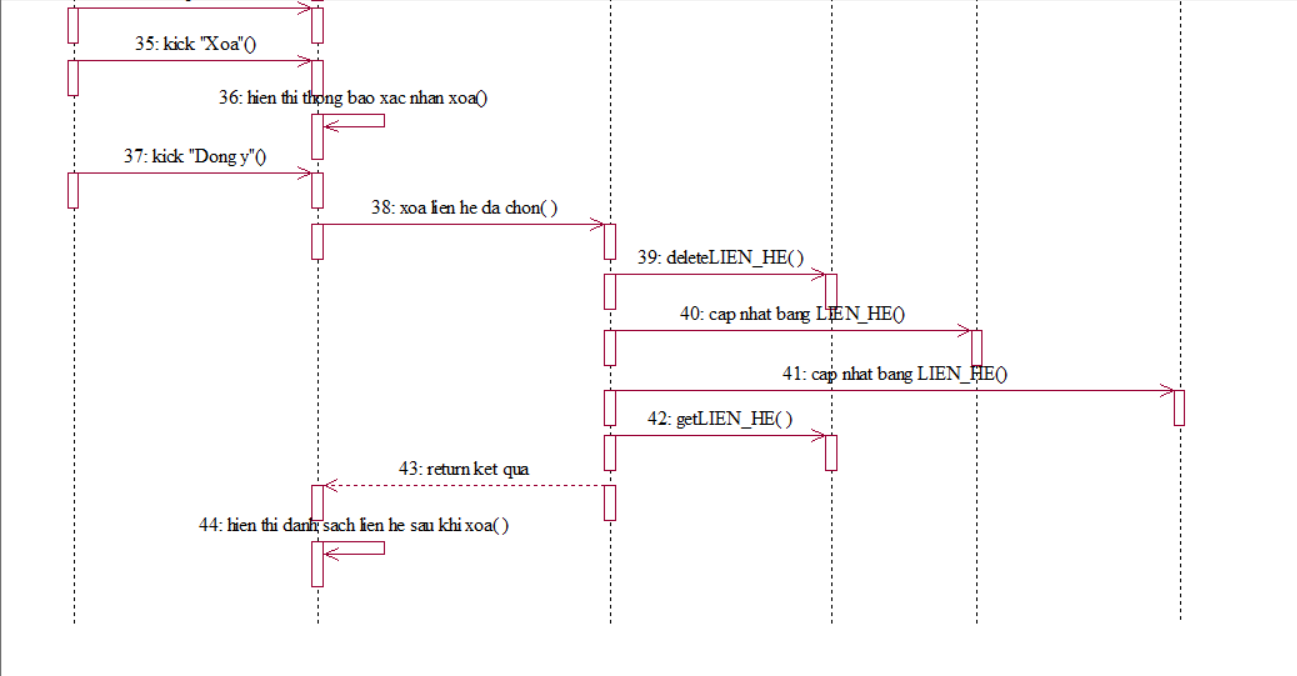 35: kick "Xoa"()
36: hien thi thong bao xac nhan xoa()
37: kick "Dong y"()
38: xoa lien he da chon( )
39: deleteLIEN_HE( )
40: cap nhat bang LIEN_HE()
41: cap nhat bang LIEN_HE()
42: getLIEN_HE( )
43: return ket qua
44: hien thi danh sach lien he sau khi xoa( )